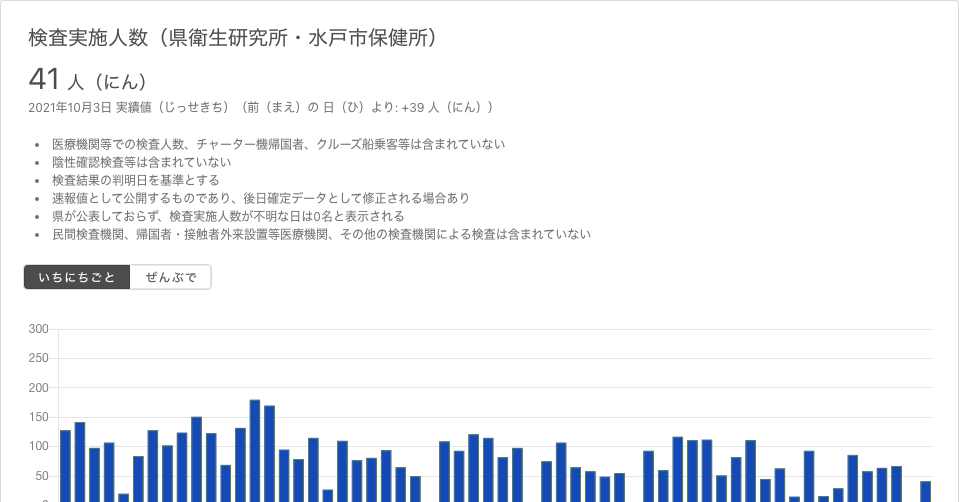 検査実施人数（県衛生研究所・水戸市保健所）
41 人（にん）
2021年10月3日 実績値（じっせきち）（前（まえ）の 日（ひ）より: +39 人（にん））
• 医療機関等での検査人数、チャーター機帰国者、クルーズ船乗客等は含まれていない
• 陰性確認検査等は含まれていない
• 検査結果の判明日を基準とする
• 速報値として公開するものであり、後日確定データとして修正される場合あり
• 県が公表しておらず、検査実施人数が不明な日は0名と表示される
• 民間検査機関、帰国者・接触者外来設置等医療機関、その他の検査機関による検査は含まれていない
いちにちごと ぜんぶで
300
250
200
150
100
50